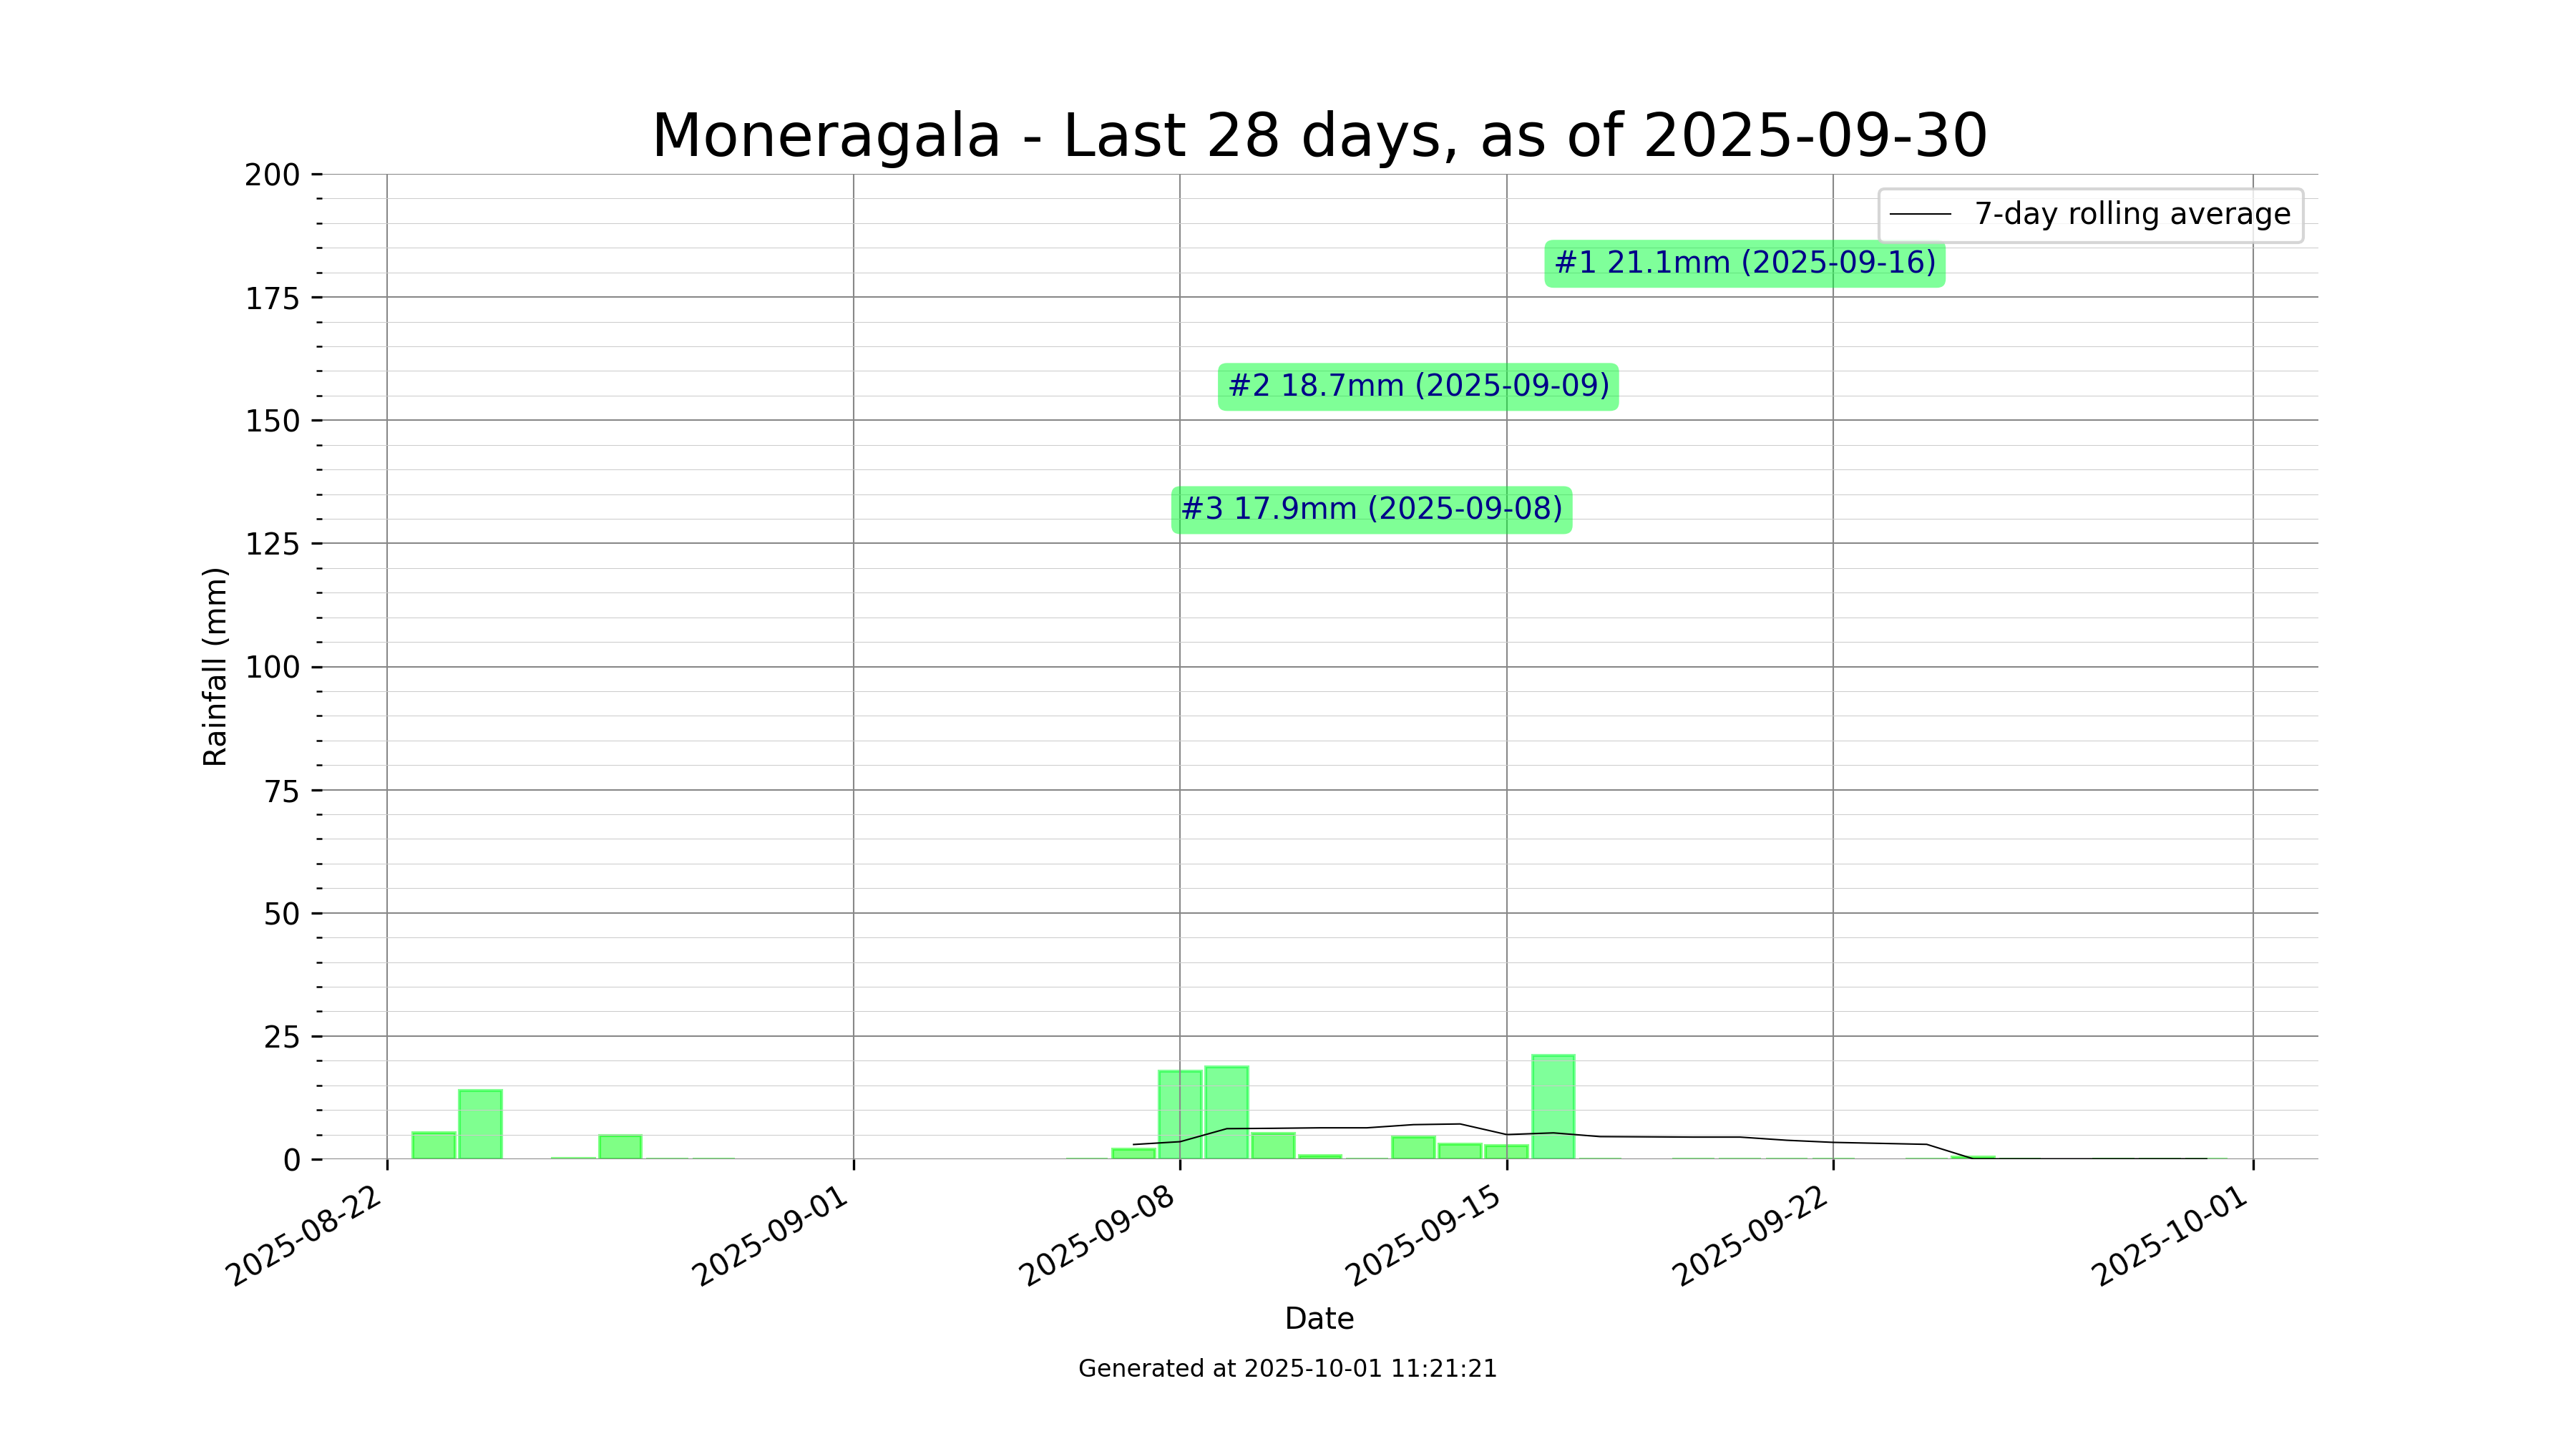 Moneragala - Last 28 days, as of 2025-09-30
200
175
150
125
100
75
50
25
0
Rainfall (mm)
7-day rolling average
#1 21.1mm (2025-09-16)
#2 18.7mm (2025-09-09)
#3 17.9mm (2025-09-08)
2025-08-22
2025-09-01
2025-09-08
2025-09-15
2025-09-22
2025-10-01
Date
Generated at 2025-10-01 11:21:21